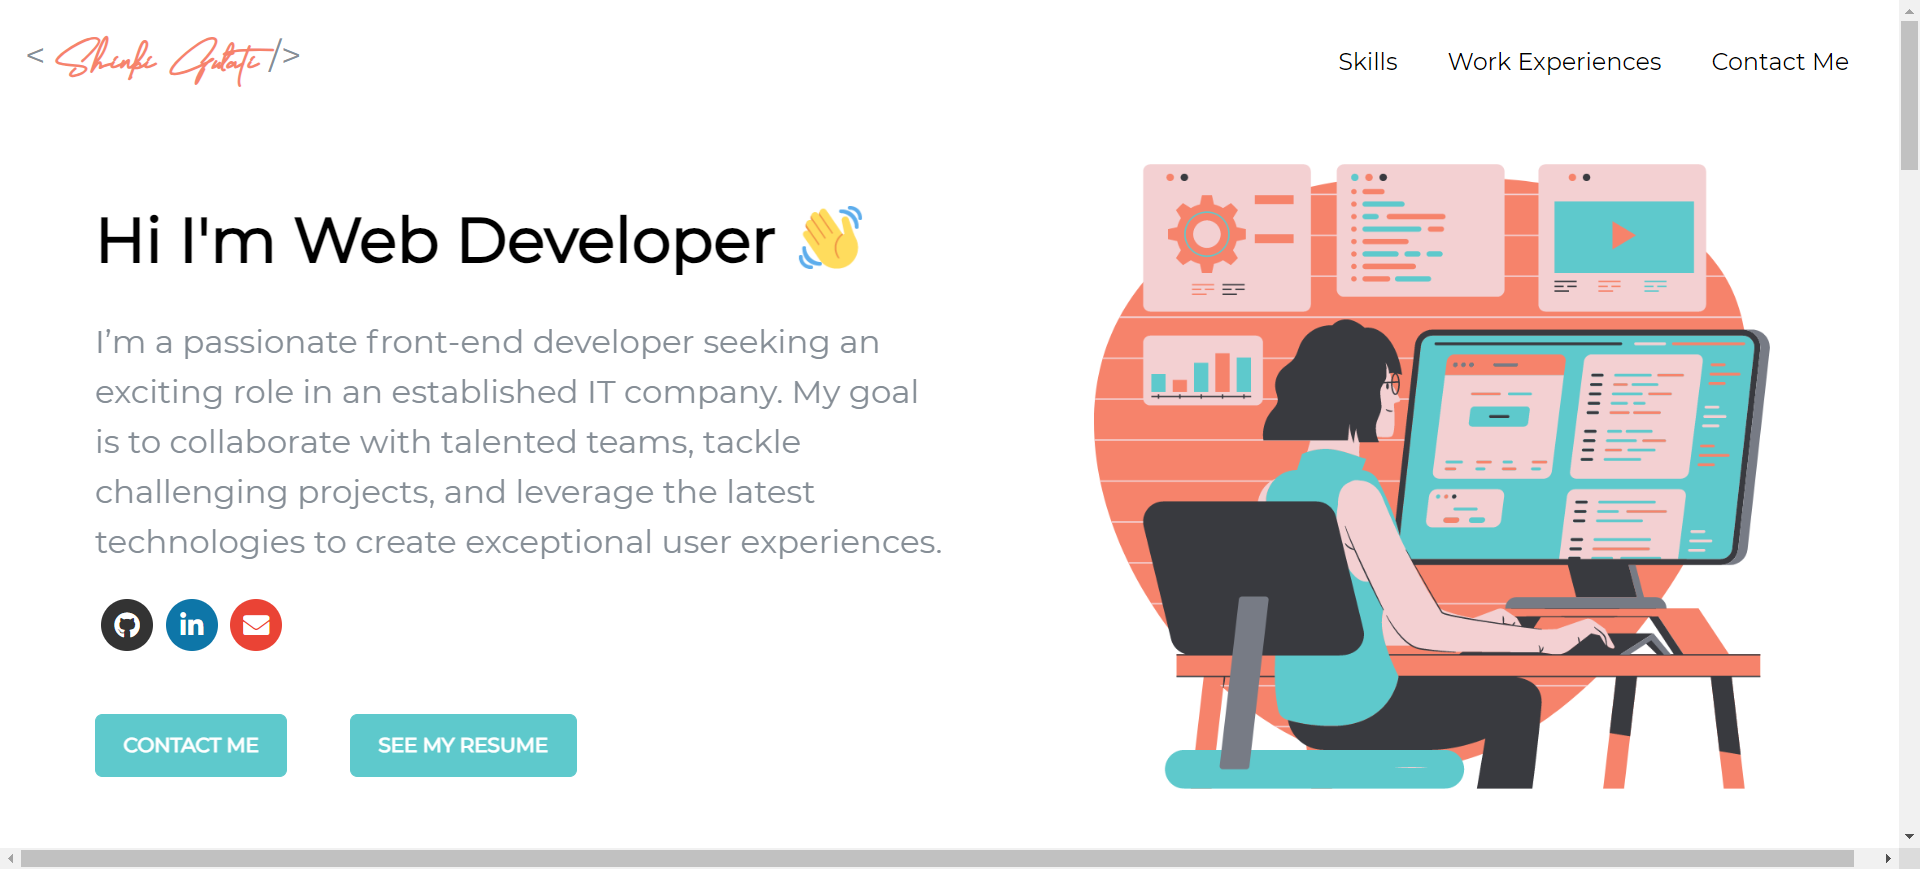 < Shinki Gulati />
Skills Work Experiences Contact Me
Hi I'm Web Developer 👋
I’m a passionate front-end developer seeking an
exciting role in an established IT company. My goal
is to collaborate with talented teams, tackle
challenging projects, and leverage the latest
technologies to create exceptional user experiences.
in
CONTACT ME SEE MY RESUME